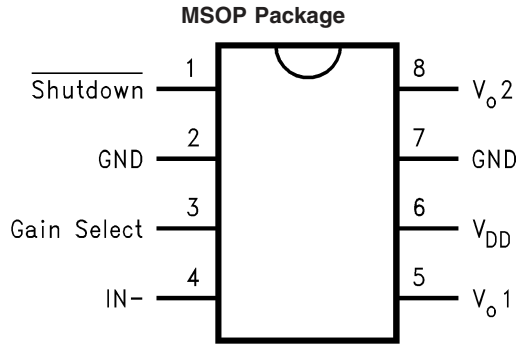 MSOP Package
Shutdown 1 8 Vo2
GND 2 7 GND
Gain Select 3 6 VDD
IN- 4 5 Vo1